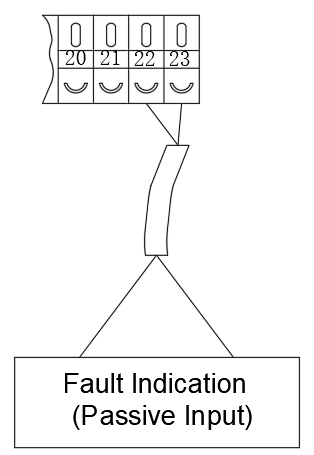 20 21 22 23
Fault Indication
(Passive Input)